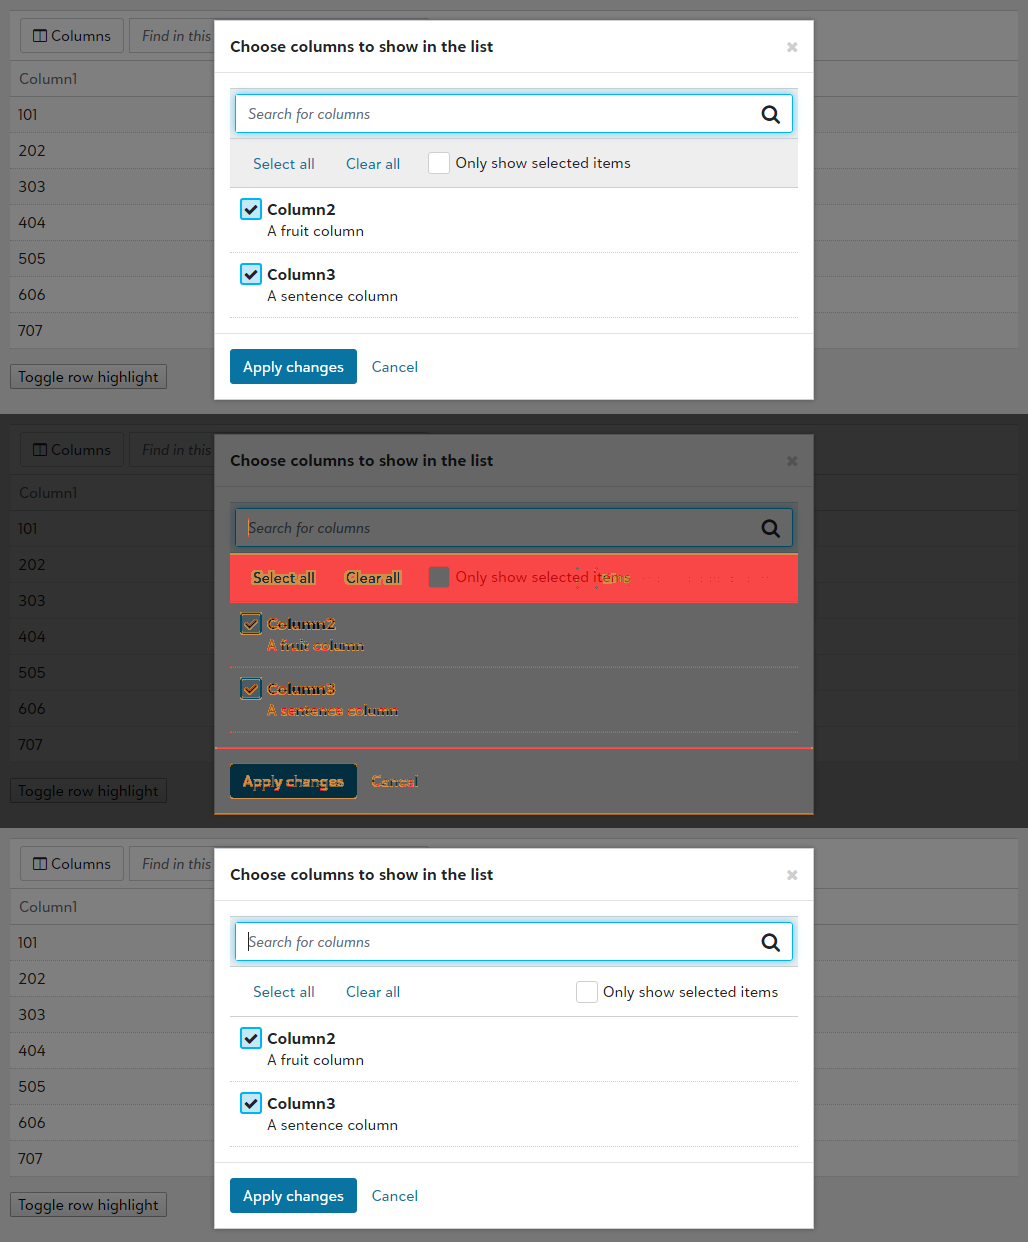 Columns
Find in this
Choose columns to show in the list
Search for columns
Column1
101
202
303
404
505
606
707
Select all Clear all Only show selected items
Column2
A fruit column
Column3
A sentence column
Apply changes Cancel
Toggle row highlight
Columns
Find in this
Choose columns to show in the list
Search for columns
Column1
101
202
303
404
505
606
707
Select all Clear all Only show selected items
Column2
A fruit column
Column3
A sentence column
Apply changes Cancel
Toggle row highlight
Columns
Find in this
Choose columns to show in the list
Search for columns
Column1
101
202
303
404
505
606
707
Select all Clear all Only show selected items
Column2
A fruit column
Column3
A sentence column
Apply changes Cancel
Toggle row highlight